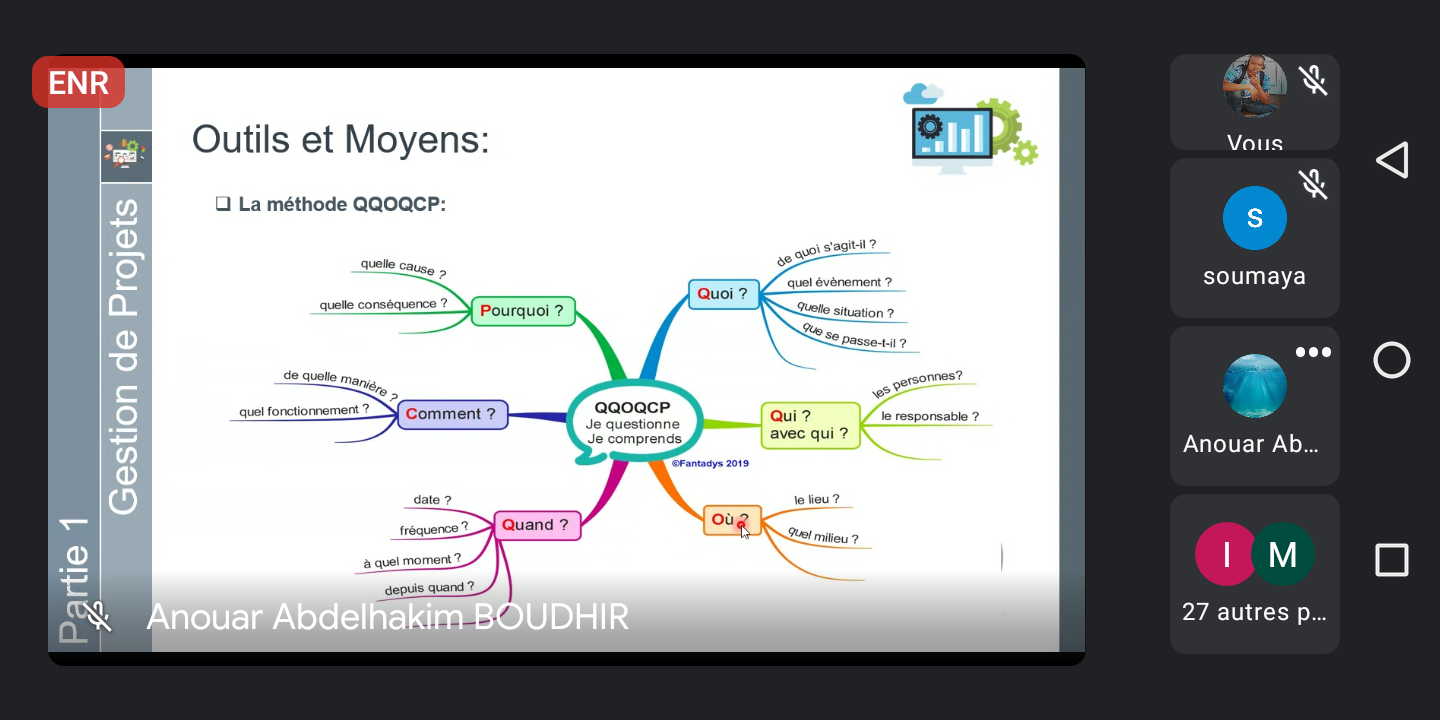 ENR
Partie 1
Gestion de Projets
Outils et Moyens:
❑ La méthode QQOQCP:
Quoi ?
de quoi s'agit-il ?
quel évènement ?
quelle situation ?
que se passe-t-il ?
Qui ?
avec qui ?
les personnes?
le responsable ?
Où ?
le lieu ?
quel milieu ?
Quand ?
date ?
fréquence ?
à quel moment ?
depuis quand ?
Comment ?
de quelle manière ?
quel fonctionnement ?
Pourquoi ?
quelle cause ?
quelle conséquence ?
QQOQCP
Je questionne
Je comprends
©Fantadys 2019
Anouar Abdelhakim BOUDHIR
Vous
s
soumaya
Anouar Ab...
I
M
27 autres p...